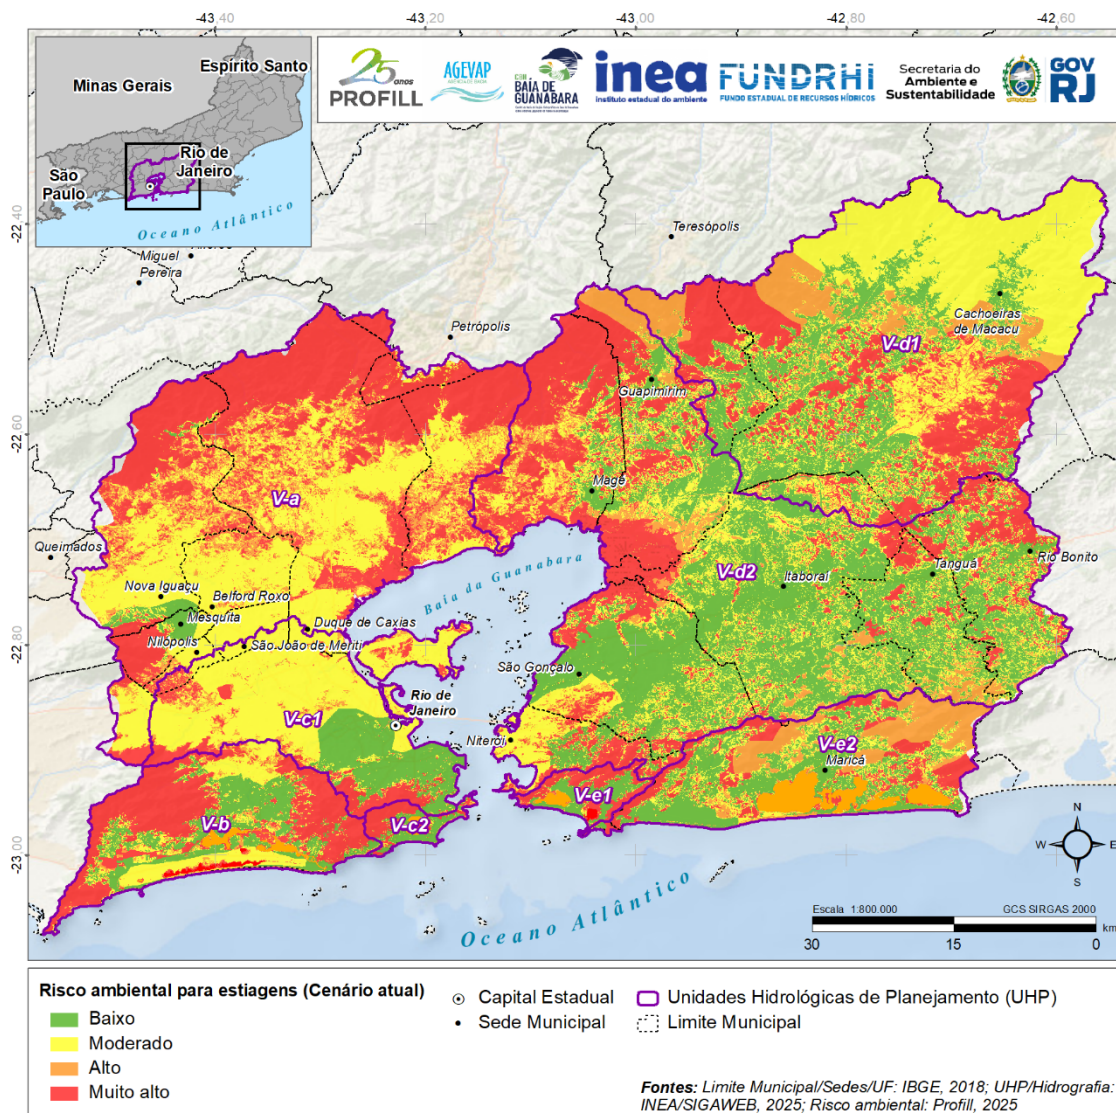 -43,40
-43,20
-43,00
-42,80
-42,60
Minas Gerais
Espírito Santo
São
Paulo
Rio de
Janeiro
Oceano Atlântico
25 anos
PROFILL
AGEVAP
CBH
BAÍA DE
GUANABARA
inea
instituto estadual do ambiente
FUNDRHI
FUNDO ESTADUAL DE RECURSOS HÍDRICOS
Secretaria do
Ambiente e
Sustentabilidade
GOV
RJ
-22,40
-22,60
-22,80
-23,00
Miguel
Pereira
Teresópolis
Petrópolis
Cachoeiras
de Macacu
V-d1
Guapimirim
Magé
V-a
Queimados
Nova Iguaçu
Belford Roxo
Mesquita
Nilópolis
Duque de Caxias
São João de Meriti
Baía da Guanabara
V-d2
Itaboraí
Tanguá
Rio Bonito
São Gonçalo
Rio de
Janeiro
V-c1
Niterói
V-e2
Maricá
V-e1
V-b
V-c2
Oceano Atlântico
N
W
E
S
Escala 1:800.000
GCS SIRGAS 2000
km
30
15
0
Risco ambiental para estiagens (Cenário atual)
Baixo
Moderado
Alto
Muito alto
Capital Estadual
Sede Municipal
Unidades Hidrológicas de Planejamento (UHP)
Limite Municipal
Fontes: Limite Municipal/Sedes/UF: IBGE, 2018; UHP/Hidrografia:
INEA/SIGAWEB, 2025; Risco ambiental: Profill, 2025